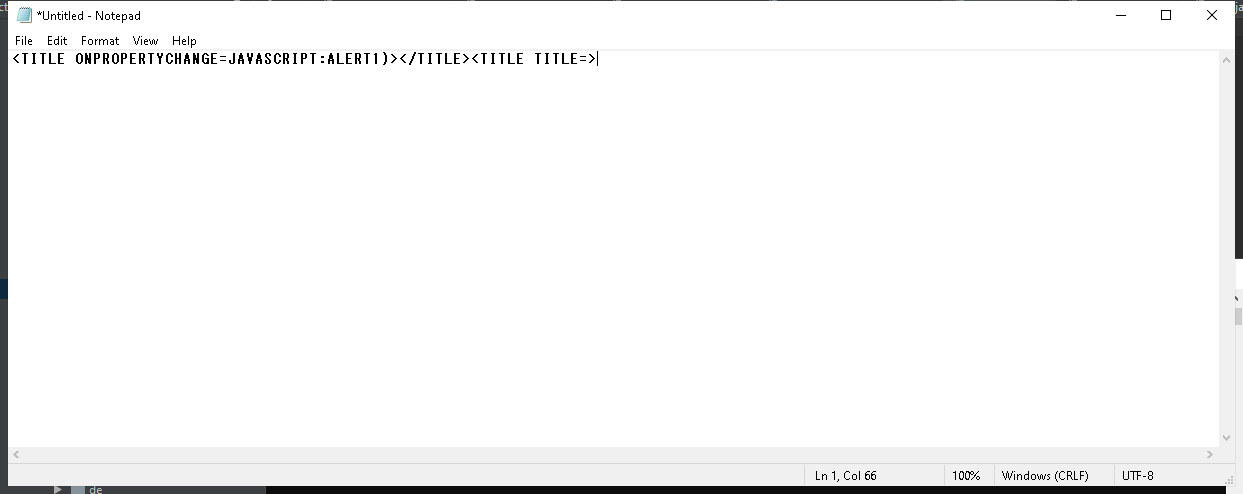 *Untitled - Notepad
File Edit Format View Help
<TITLE ONPROPERTYCHANGE=JAVASCRIPT:ALERT1)></TITLE><TITLE TITLE=>
Ln 1, Col 66 100% Windows (CRLF) UTF-8
de